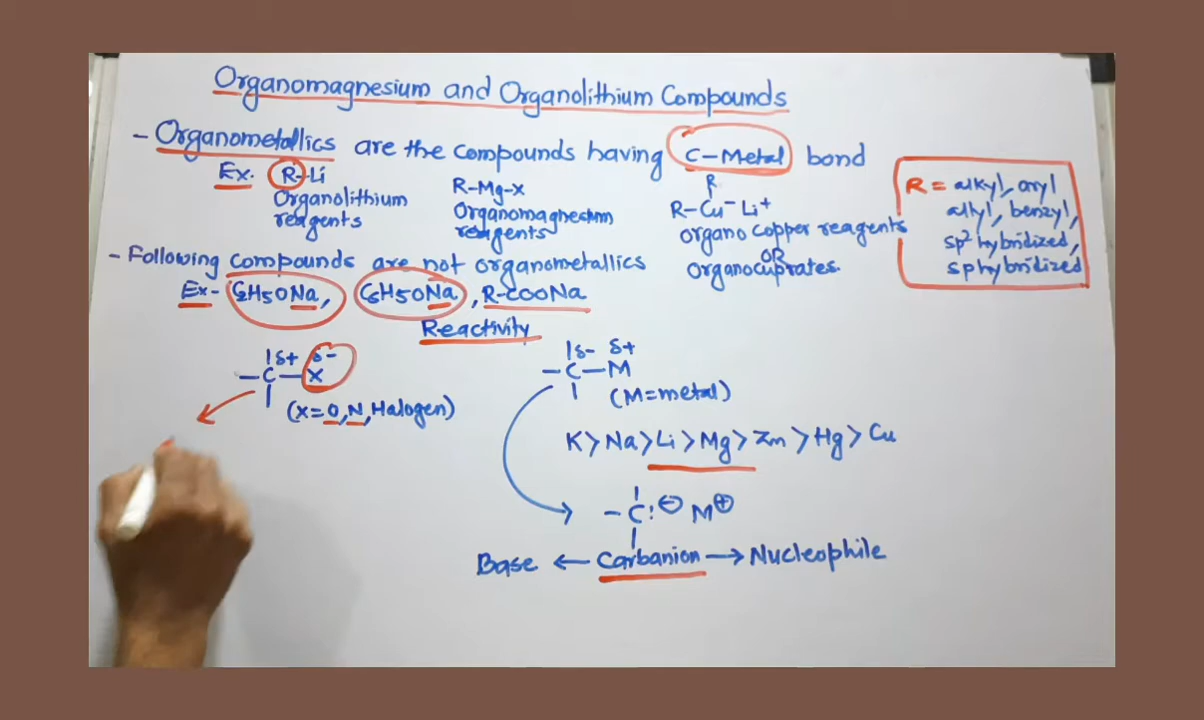 Organomagnesium and Organolithium Compounds
- Organometallics are the compounds having C-Metal bond
Ex. R-Li
Organolithium
reagents
R-Mg-X
Organomagnesium
reagents
R
R-Cu⁻ Li⁺
organo copper reagents
OR
organocuprates.
R = alkyl, aryl
allyl, benzyl,
sp² hybridized,
sp hybridized
- Following compounds are not organometallics
Ex- C₂H5ONa, C6H5ONa, R-COONa
Reactivity
δ+ δ-
-C-X
(X=O,N,Halogen)
δ- δ+
-C-M
(M=metal)
K>Na>Li>Mg>Zn>Hg>Cu
-C:⊖ M⊕
Base ← Carbanion → Nucleophile